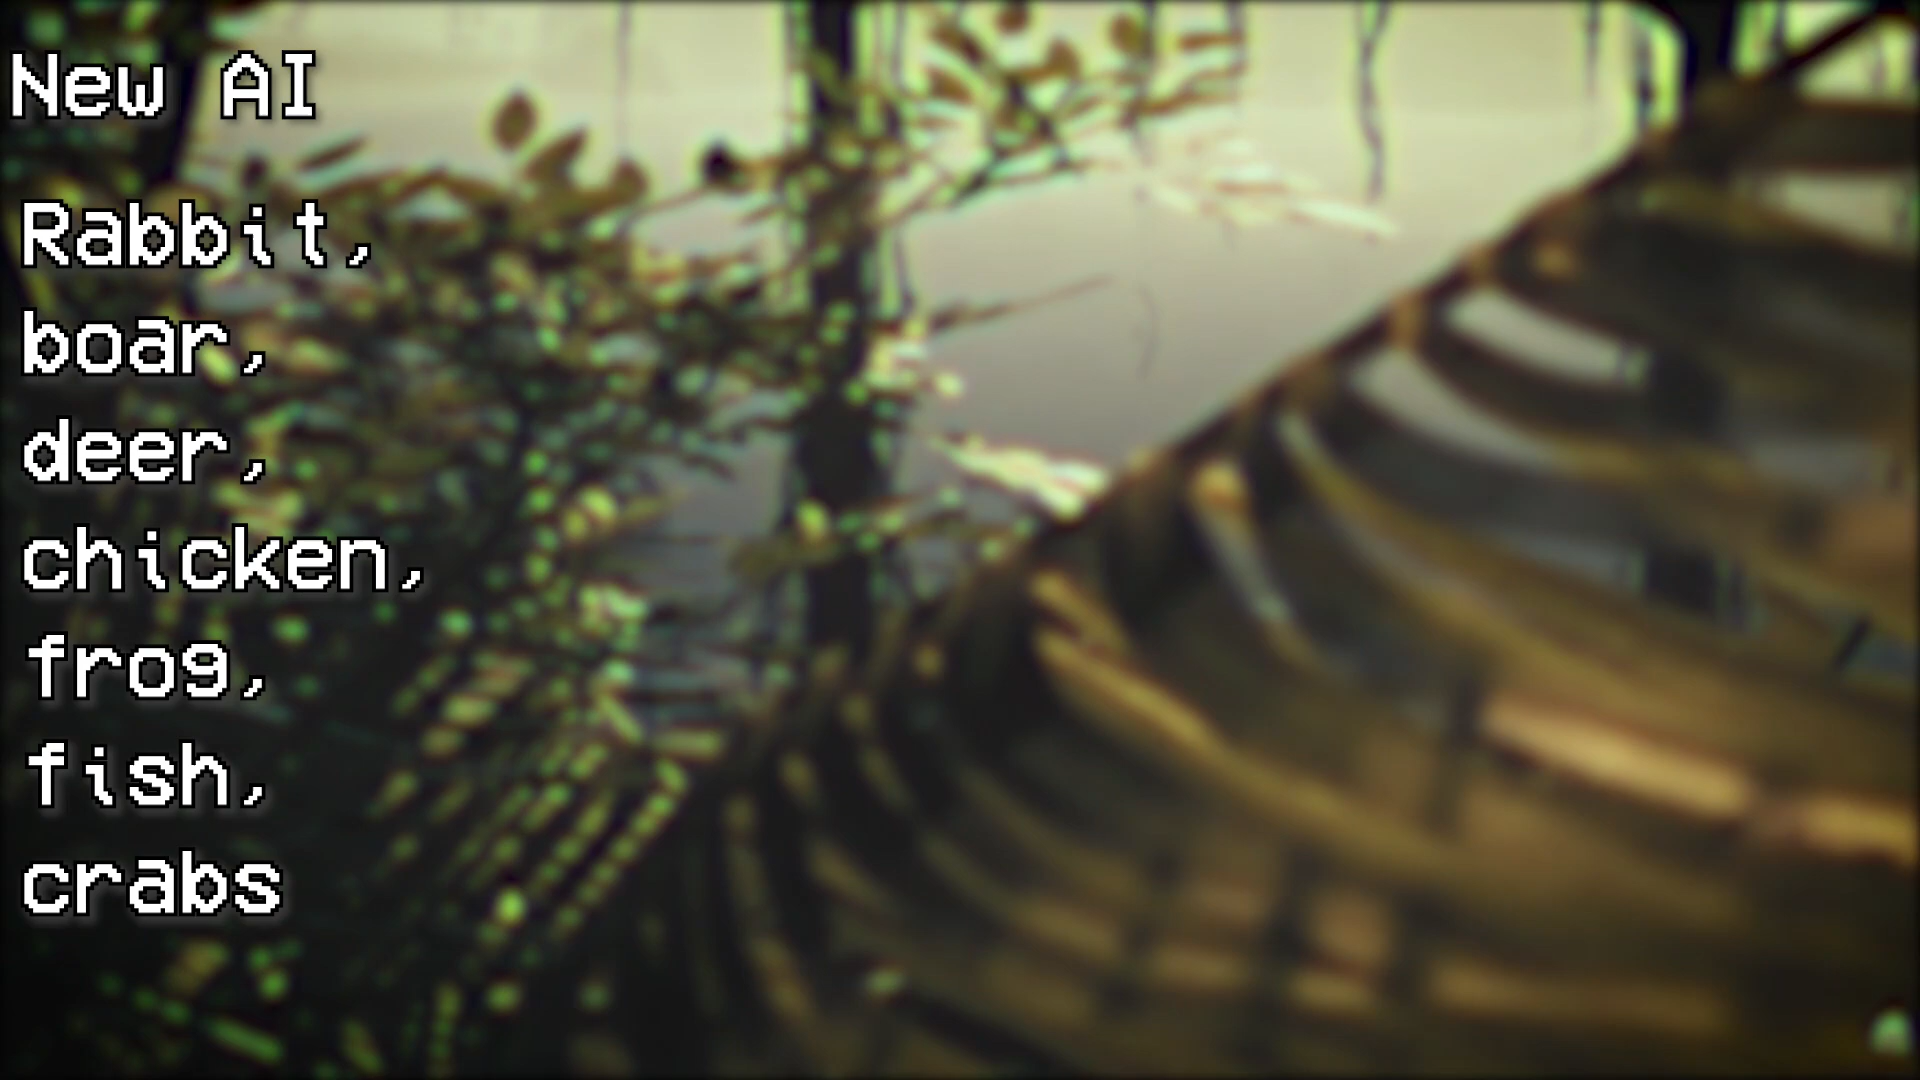 New AI
Rabbit,
boar,
deer,
chicken,
frog,
fish,
crabs